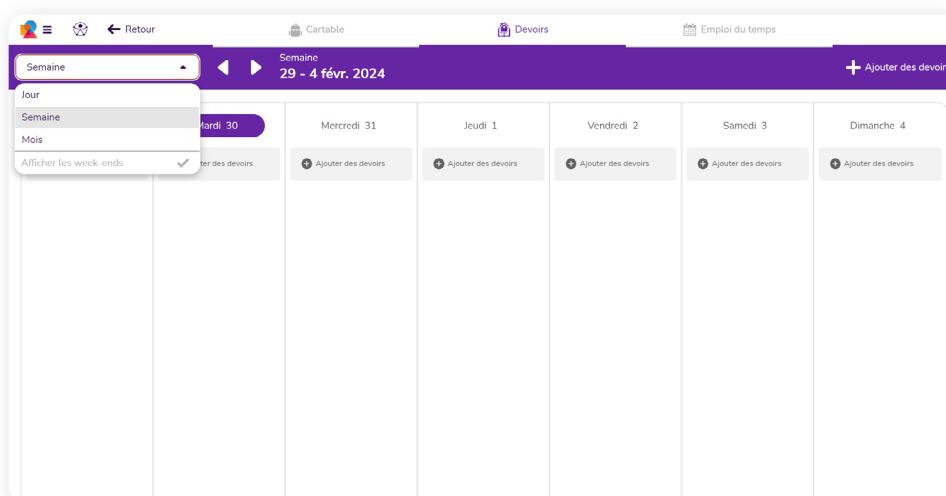 Retour
Cartable
Devoirs
Emploi du temps
Semaine
Semaine
29 - 4 févr. 2024
Ajouter des devoir
Jour
Semaine
Mois
Afficher les week-ends
Mardi 30
Mercredi 31
Jeudi 1
Vendredi 2
Samedi 3
Dimanche 4
des devoirs
Ajouter des devoirs
Ajouter des devoirs
Ajouter des devoirs
Ajouter des devoirs
Ajouter des devoirs